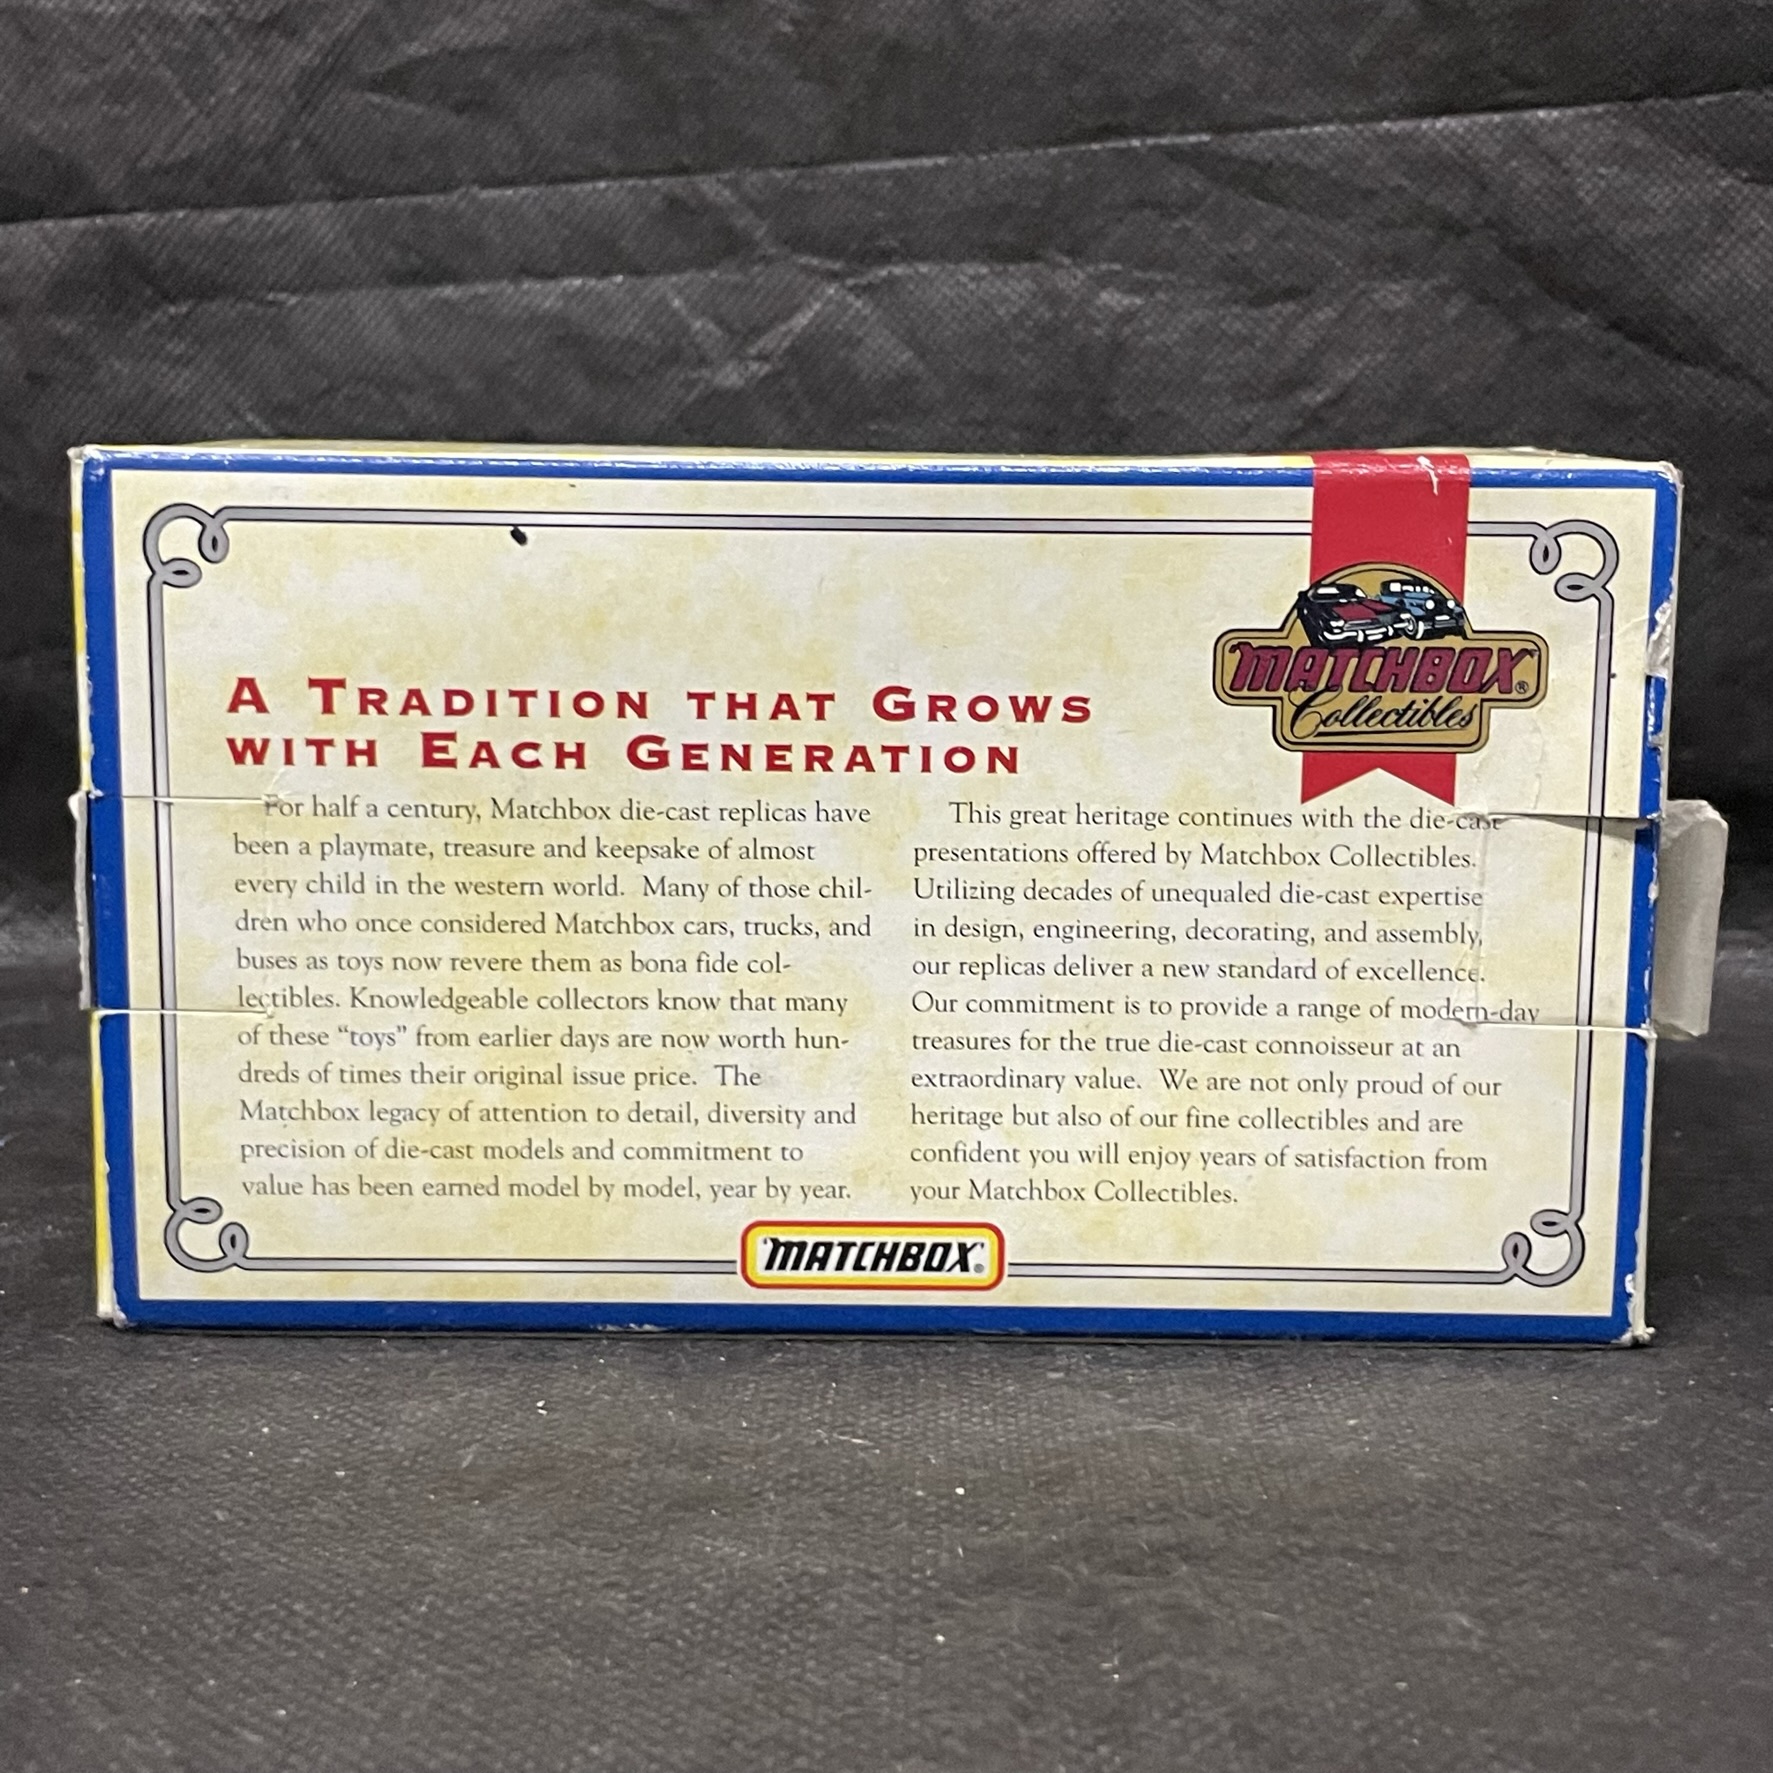 MATCHBOX®
Collectibles
A TRADITION THAT GROWS
WITH EACH GENERATION
For half a century, Matchbox die-cast replicas have
been a playmate, treasure and keepsake of almost
every child in the western world. Many of those chil-
dren who once considered Matchbox cars, trucks, and
buses as toys now revere them as bona fide col-
lectibles. Knowledgeable collectors know that many
of these “toys” from earlier days are now worth hun-
dreds of times their original issue price. The
Matchbox legacy of attention to detail, diversity and
precision of die-cast models and commitment to
value has been earned model by model, year by year.
This great heritage continues with the die-cast
presentations offered by Matchbox Collectibles.
Utilizing decades of unequaled die-cast expertise
in design, engineering, decorating, and assembly,
our replicas deliver a new standard of excellence.
Our commitment is to provide a range of modern-day
treasures for the true die-cast connoisseur at an
extraordinary value. We are not only proud of our
heritage but also of our fine collectibles and are
confident you will enjoy years of satisfaction from
your Matchbox Collectibles.
MATCHBOX®